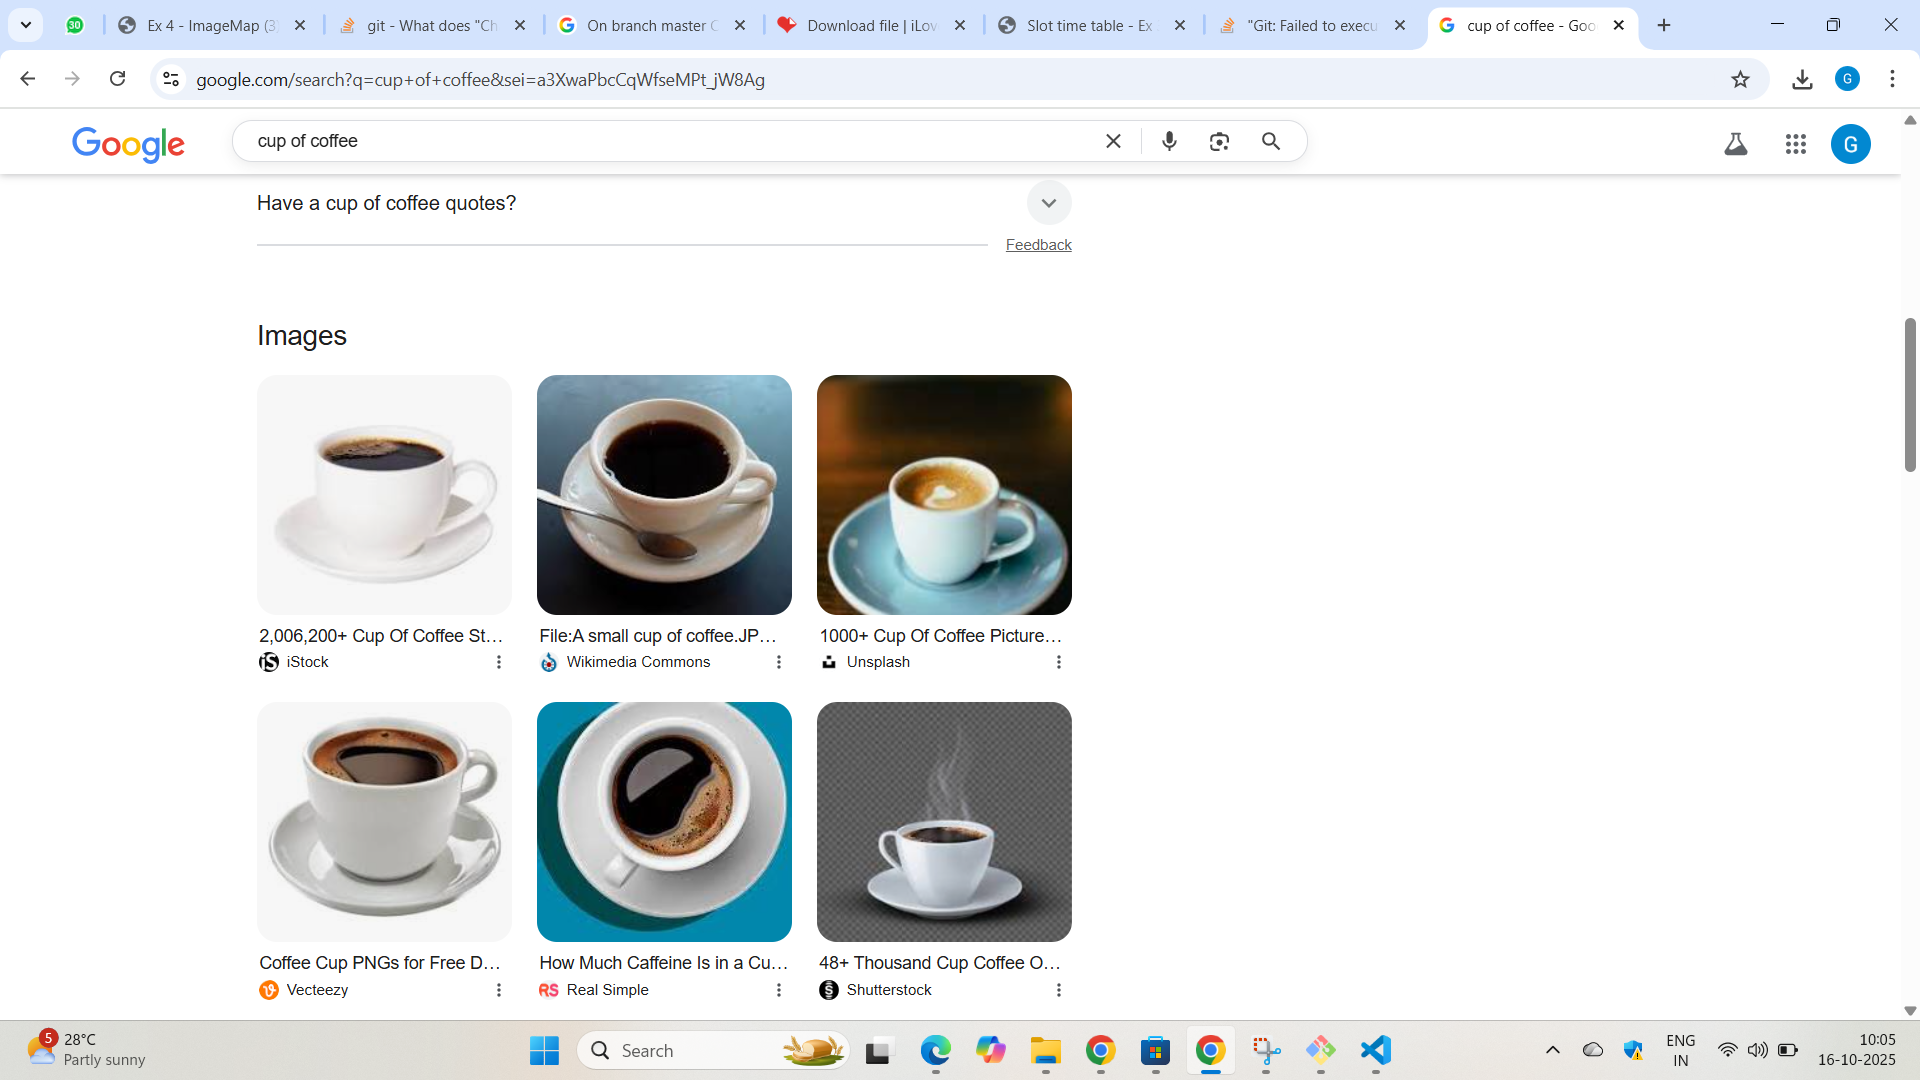 30
Ex 4 - ImageMap (3
git - What does "Ch
On branch master C
Download file | iLov
Slot time table - Ex
"Git: Failed to execu
cup of coffee - Goo
google.com/search?q=cup+of+coffee&sei=a3XwaPbcCqWfseMPt_jW8Ag
G
Google
cup of coffee
G
Have a cup of coffee quotes?
Feedback
Images
2,006,200+ Cup Of Coffee St...
File:A small cup of coffee.JP...
1000+ Cup Of Coffee Picture...
iS iStock
Wikimedia Commons
Unsplash
Coffee Cup PNGs for Free D...
How Much Caffeine Is in a Cu...
48+ Thousand Cup Coffee O...
Vecteezy
RS Real Simple
S Shutterstock
5
28°C
Partly sunny
Search
ENG
IN
10:05
16-10-2025